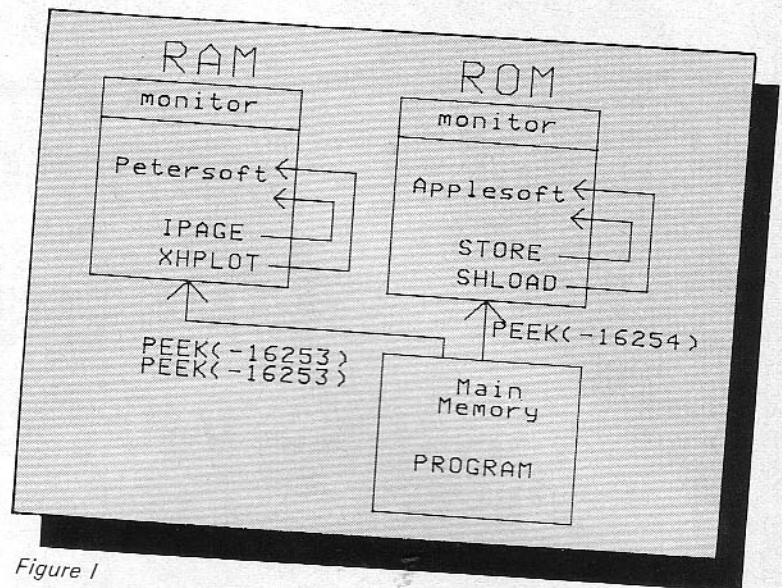 RAM
monitor
Petersoft
IPAGE
XHPLOT
ROM
monitor
Applesoft
STORE
SHLOAD
PEEK(-16253)
PEEK(-16253)
PEEK(-16254)
Main
Memory
PROGRAM
Figure I